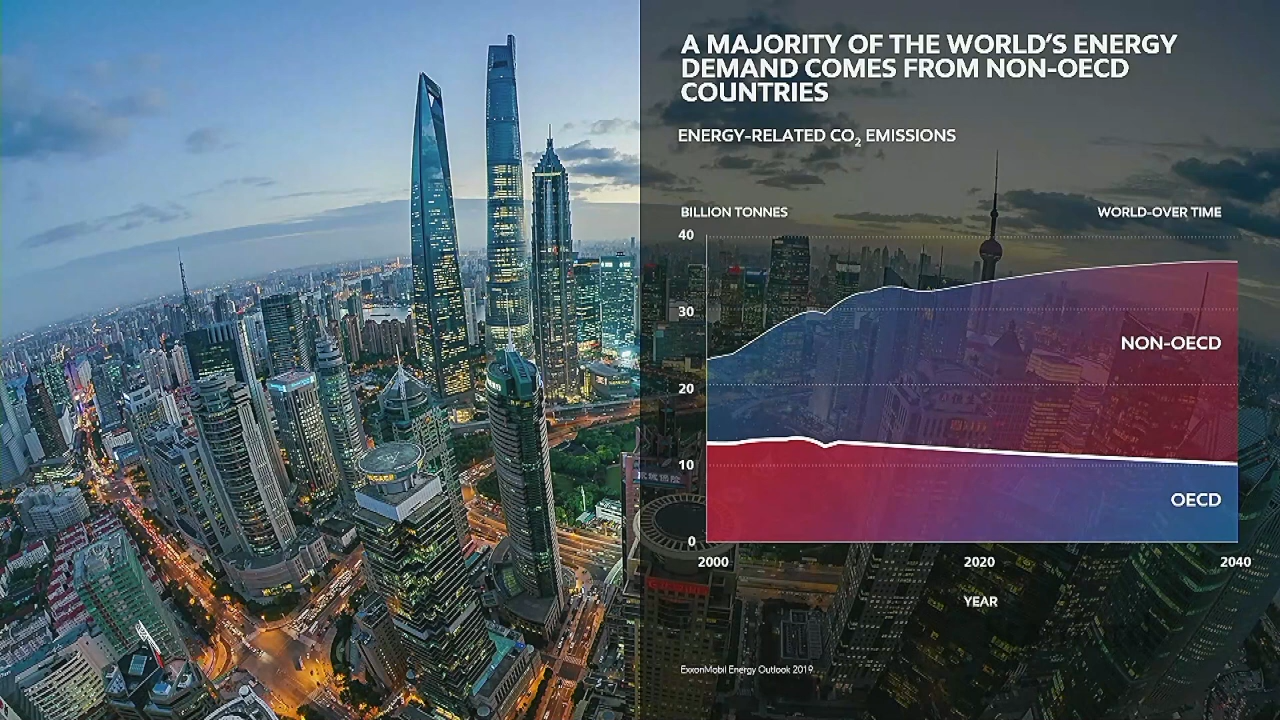 A MAJORITY OF THE WORLD'S ENERGY
DEMAND COMES FROM NON-OECD
COUNTRIES
ENERGY-RELATED CO₂ EMISSIONS
BILLION TONNES
WORLD-OVER TIME
40
30
20
10
0
NON-OECD
OECD
2000
2020
2040
YEAR
ExxonMobil Energy Outlook 2019